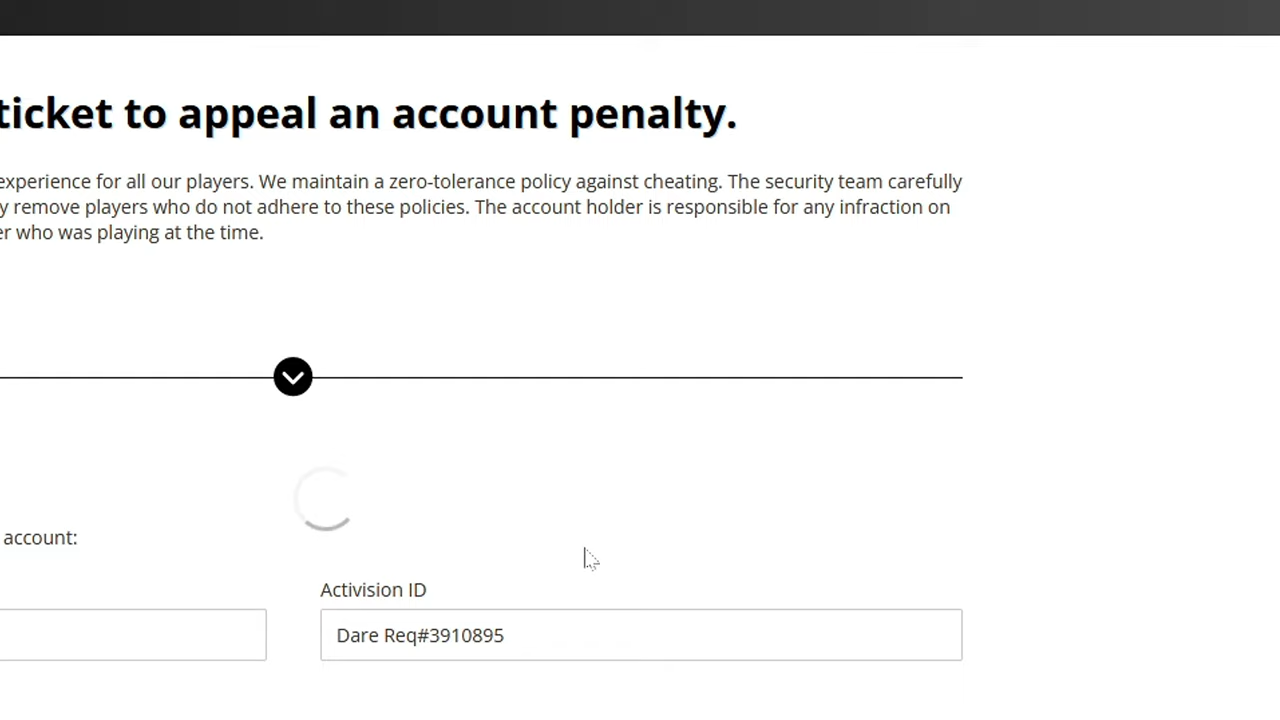 ticket to appeal an account penalty.
experience for all our players. We maintain a zero-tolerance policy against cheating. The security team carefully
y remove players who do not adhere to these policies. The account holder is responsible for any infraction on
er who was playing at the time.
account:
Activision ID
Dare Req#3910895